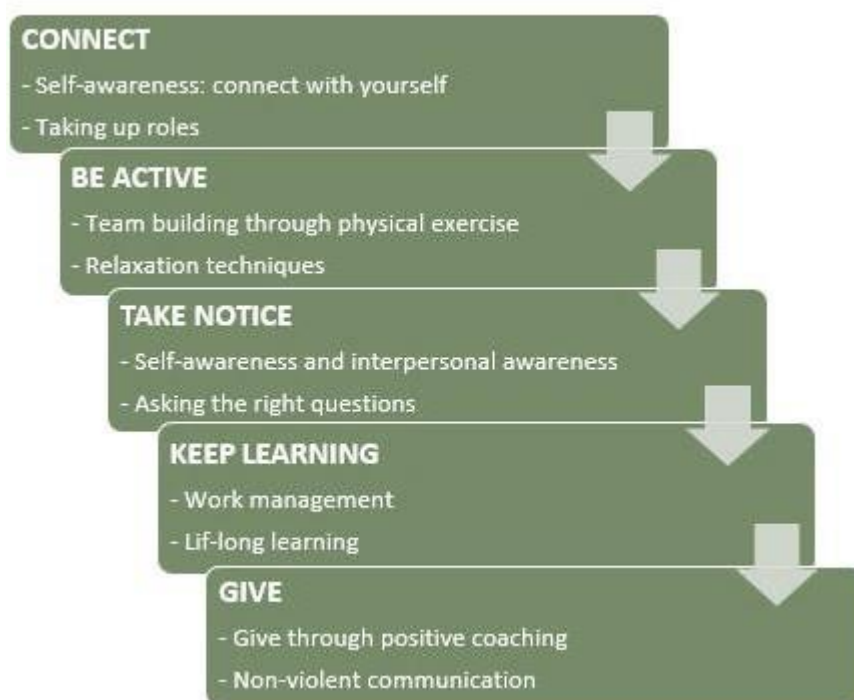 CONNECT
- Self-awareness: connect with yourself
- Taking up roles
BE ACTIVE
- Team building through physical exercise
- Relaxation techniques
TAKE NOTICE
- Self-awareness and interpersonal awareness
- Asking the right questions
KEEP LEARNING
- Work management
- Lif-long learning
GIVE
- Give through positive coaching
- Non-violent communication